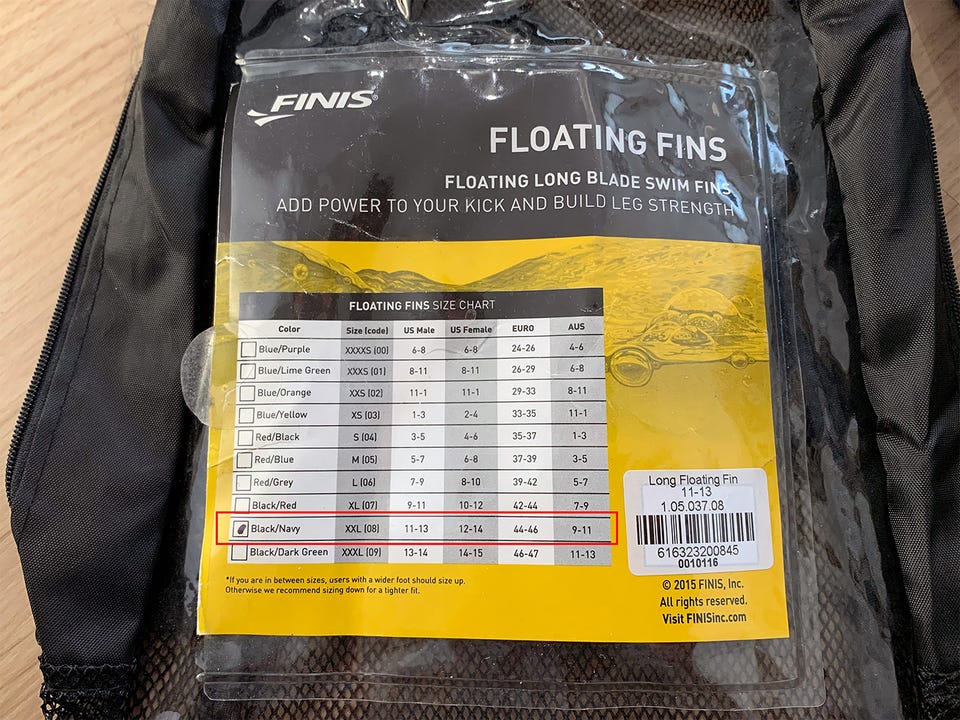 FINIS®
FLOATING FINS
FLOATING LONG BLADE SWIM FINS
ADD POWER TO YOUR KICK AND BUILD LEG STRENGTH
FLOATING FINS SIZE CHART
Color Size (code) US Male US Female EURO AUS
Blue/Purple XXXXS (00) 6-8 6-8 24-26 4-6
Blue/Lime Green XXXS (01) 8-11 8-11 26-29 6-8
Blue/Orange XXS (02) 11-1 11-1 29-33 8-11
Blue/Yellow XS (03) 1-3 2-4 33-35 11-1
Red/Black S (04) 3-5 4-6 35-37 1-3
Red/Blue M (05) 5-7 6-8 37-39 3-5
Red/Grey L (06) 7-9 8-10 39-42 5-7
Black/Red XL (07) 9-11 10-12 42-44 7-9
Black/Navy XXL (08) 11-13 12-14 44-46 9-11
Black/Dark Green XXXL (09) 13-14 14-15 46-47 11-13
*If you are in between sizes, users with a wider foot should size up.
Otherwise we recommend sizing down for a tighter fit.
Long Floating Fin
11-13
1.05.037.08
616323200845
0010116
© 2015 FINIS, Inc.
All rights reserved.
Visit FINISinc.com